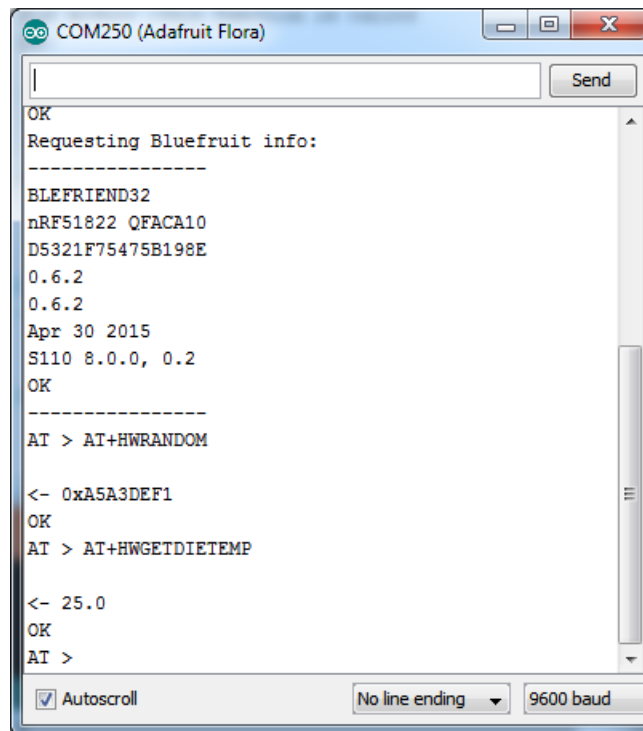 COM250 (Adafruit Flora)
Send
OK
Requesting Bluefruit info:
----------------
BLEFRIEND32
nRF51822 QFACA10
D5321F75475B198E
0.6.2
0.6.2
Apr 30 2015
S110 8.0.0, 0.2
OK
----------------
AT > AT+HWRANDOM
<- 0xA5A3DEF1
OK
AT > AT+HWGETDIETEMP
<- 25.0
OK
AT >
Autoscroll
No line ending
9600 baud